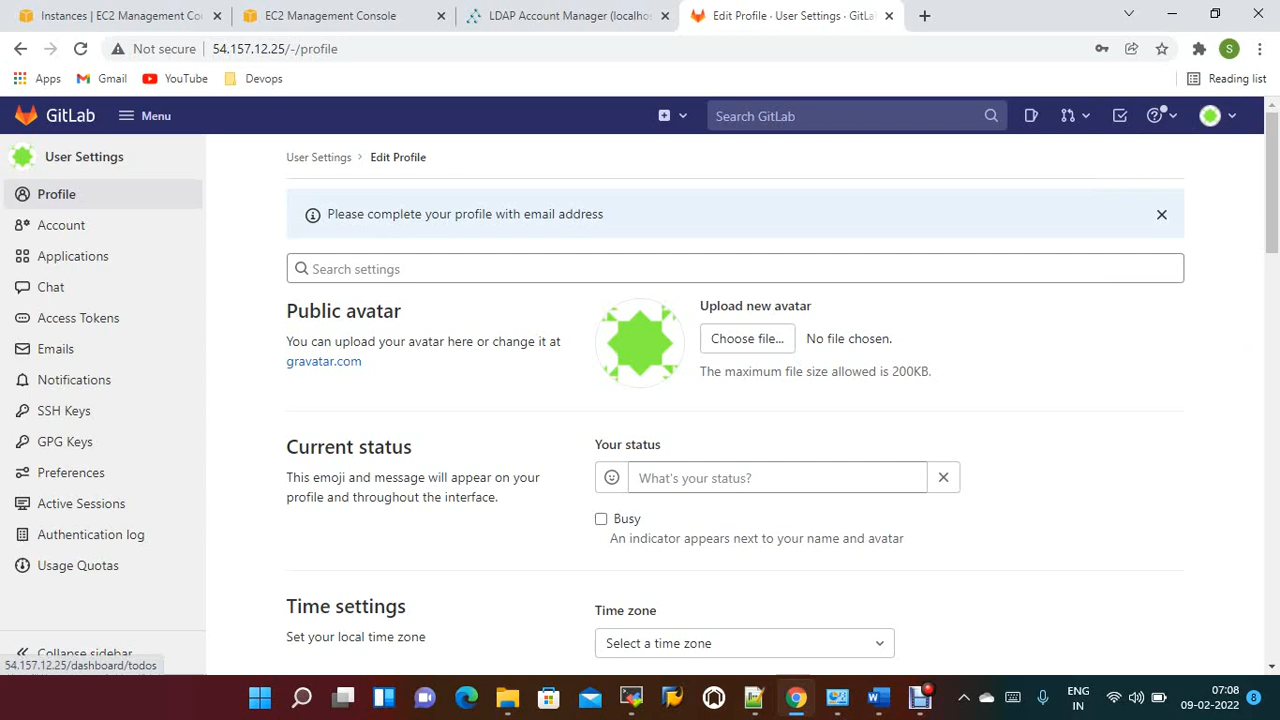 Instances | EC2 Management Co
EC2 Management Console
LDAP Account Manager (localho
Edit Profile · User Settings · GitLa
Not secure
54.157.12.25/-/profile
S
Apps
Gmail
YouTube
Devops
Reading list
GitLab
Menu
Search GitLab
User Settings
Profile
Account
Applications
Chat
Access Tokens
Emails
Notifications
SSH Keys
GPG Keys
Preferences
Active Sessions
Authentication log
Usage Quotas
Collapse sidebar
54.157.12.25/dashboard/todos
User Settings > Edit Profile
Please complete your profile with email address
Search settings
Public avatar
You can upload your avatar here or change it at
gravatar.com
Upload new avatar
Choose file...
No file chosen.
The maximum file size allowed is 200KB.
Current status
This emoji and message will appear on your
profile and throughout the interface.
Your status
What's your status?
Busy
An indicator appears next to your name and avatar
Time settings
Set your local time zone
Time zone
Select a time zone
ENG
IN
07:08
09-02-2022
8